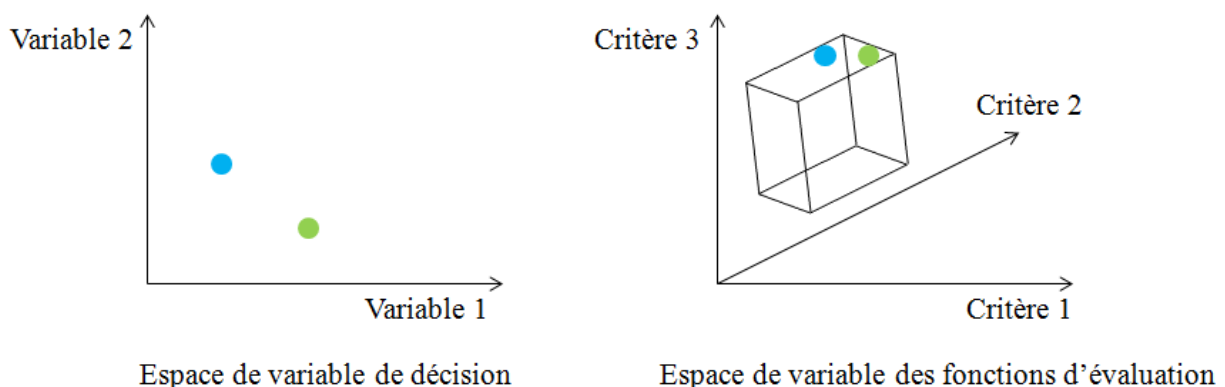 Variable 2
Variable 1
Espace de variable de décision
Critère 3
Critère 2
Critère 1
Espace de variable des fonctions d’évaluation